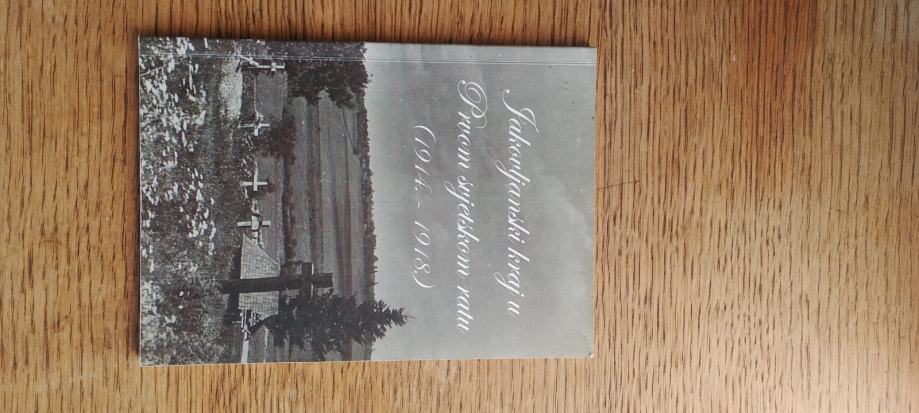 Jakovljanski kraj u
Prvom svjetskom ratu
(1914. - 1918.)